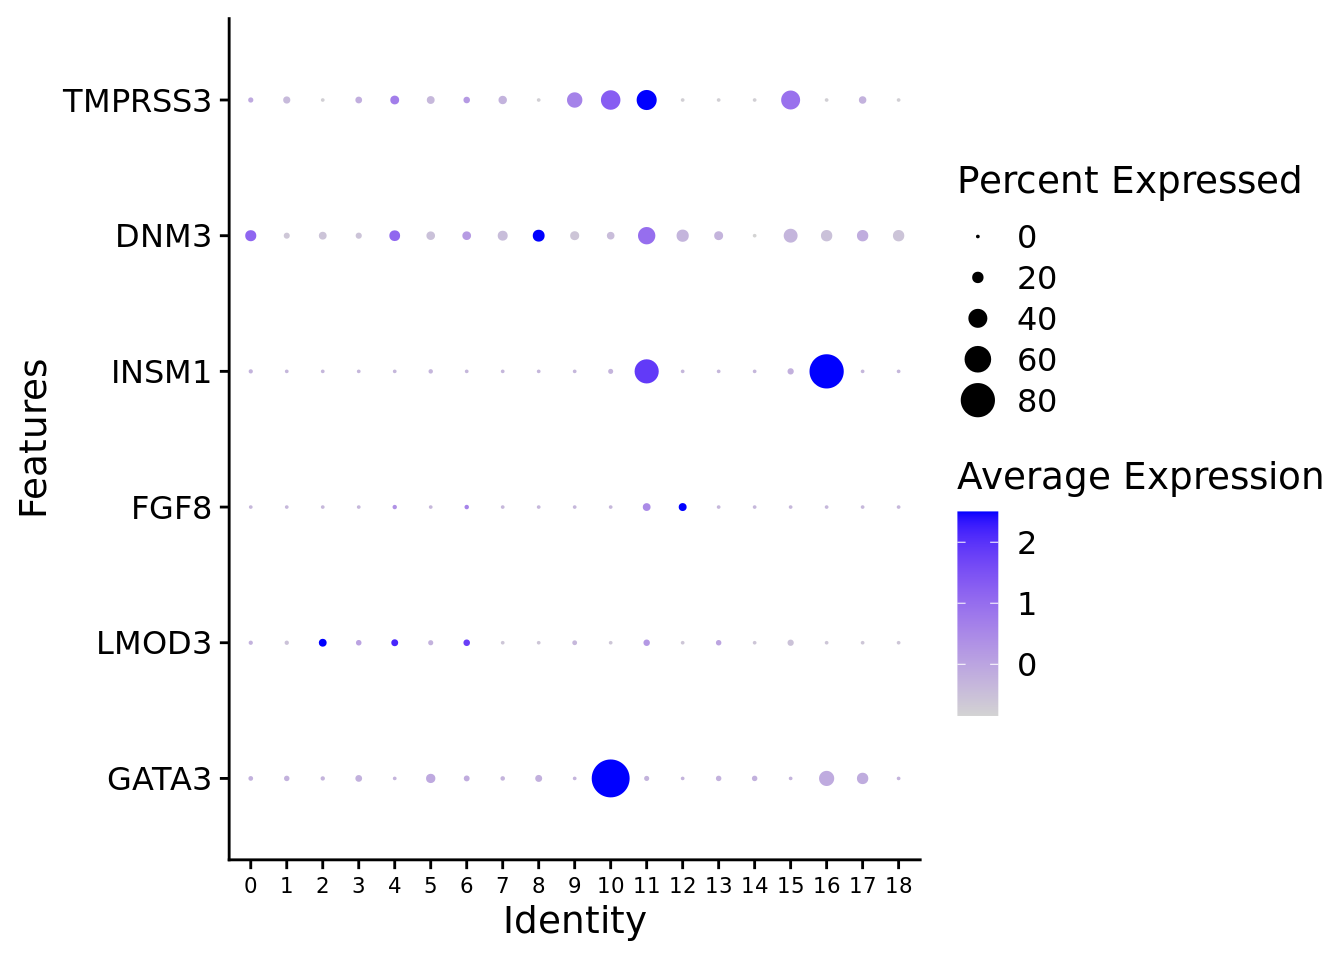 TMPRSS3
DNM3
INSM1
FGF8
LMOD3
GATA3
Features
0 1 2 3 4 5 6 7 8 9 10 11 12 13 14 15 16 17 18
Identity
Percent Expressed
0
20
40
60
80
Average Expression
2
1
0